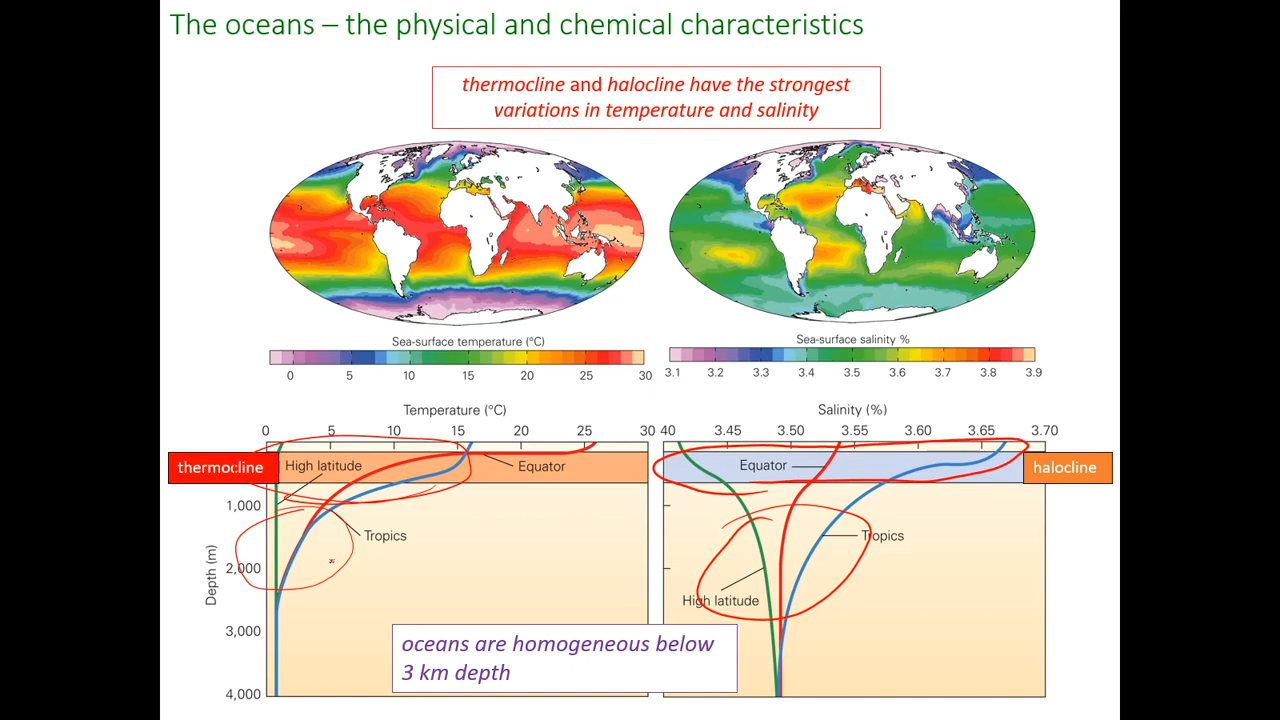 The oceans – the physical and chemical characteristics
thermocline and halocline have the strongest
variations in temperature and salinity
Sea-surface temperature (°C)
0 5 10 15 20 25 30
Sea-surface salinity %
3.1 3.2 3.3 3.4 3.5 3.6 3.7 3.8 3.9
Temperature (°C)
0 5 10 15 20 25 30
Salinity (%)
40 3.45 3.50 3.55 3.60 3.65 3.70
thermocline
High latitude
Equator
Tropics
Equator
halocline
Tropics
High latitude
Depth (m)
1,000
2,000
3,000
4,000
oceans are homogeneous below
3 km depth